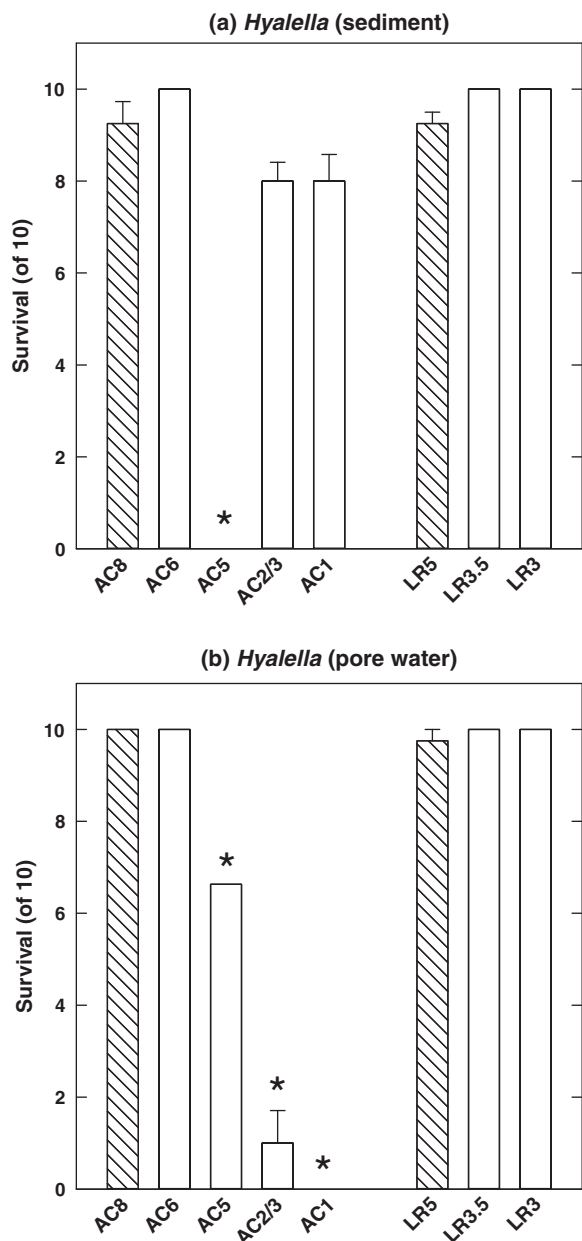 (a) Hyalella (sediment)
10
8
6
4
2
0
Survival (of 10)
*
AC8 AC6 AC5 AC2/3 AC1 LR5 LR3.5 LR3
(b) Hyalella (pore water)
10
8
6
4
2
0
Survival (of 10)
*
*
*
AC8 AC6 AC5 AC2/3 AC1 LR5 LR3.5 LR3